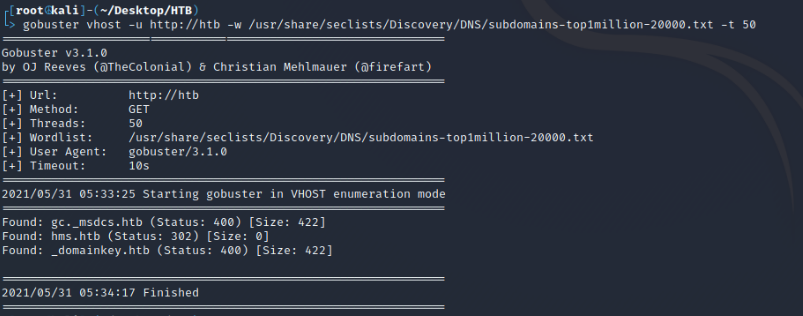 [root@kali]-(~/Desktop/HTB)
gobuster vhost -u http://htb -w /usr/share/seclists/Discovery/DNS/subdomains-top1million-20000.txt -t 50
Gobuster v3.1.0
by OJ Reeves (@TheColonial) & Christian Mehlmauer (@firefart)
[+] Url: http://htb
[+] Method: GET
[+] Threads: 50
[+] Wordlist: /usr/share/seclists/Discovery/DNS/subdomains-top1million-20000.txt
[+] User Agent: gobuster/3.1.0
[+] Timeout: 10s
2021/05/31 05:33:25 Starting gobuster in VHOST enumeration mode
Found: gc._msdcs.htb (Status: 400) [Size: 422]
Found: hms.htb (Status: 302) [Size: 0]
Found: _domainkey.htb (Status: 400) [Size: 422]
2021/05/31 05:34:17 Finished